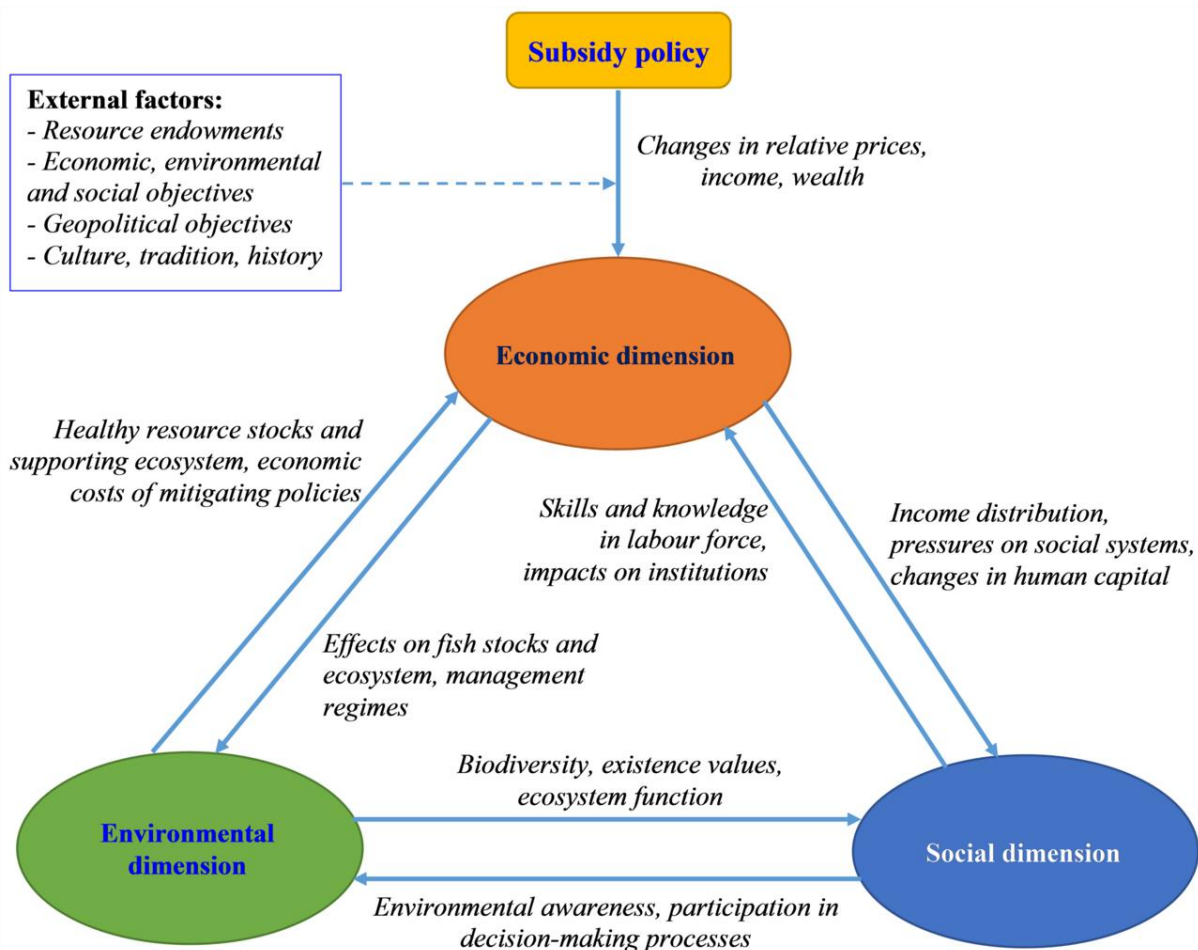 Subsidy policy
External factors:
- Resource endowments
- Economic, environmental
and social objectives
- Geopolitical objectives
- Culture, tradition, history
Changes in relative prices,
income, wealth
Economic dimension
Healthy resource stocks and
supporting ecosystem, economic
costs of mitigating policies
Skills and knowledge
in labour force,
impacts on institutions
Income distribution,
pressures on social systems,
changes in human capital
Effects on fish stocks and
ecosystem, management
regimes
Biodiversity, existence values,
ecosystem function
Environmental
dimension
Social dimension
Environmental awareness, participation in
decision-making processes